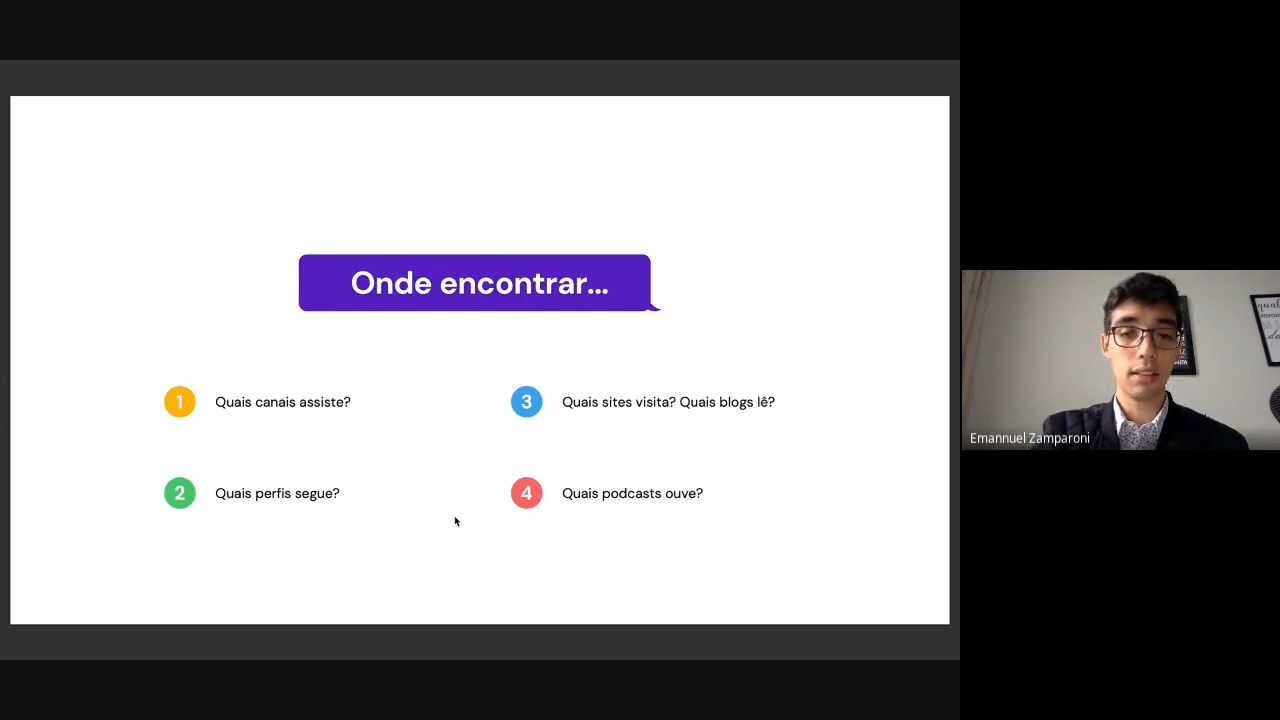 Onde encontrar...
1 Quais canais assiste?
2 Quais perfis segue?
3 Quais sites visita? Quais blogs lê?
4 Quais podcasts ouve?
Emannuel Zamparoni